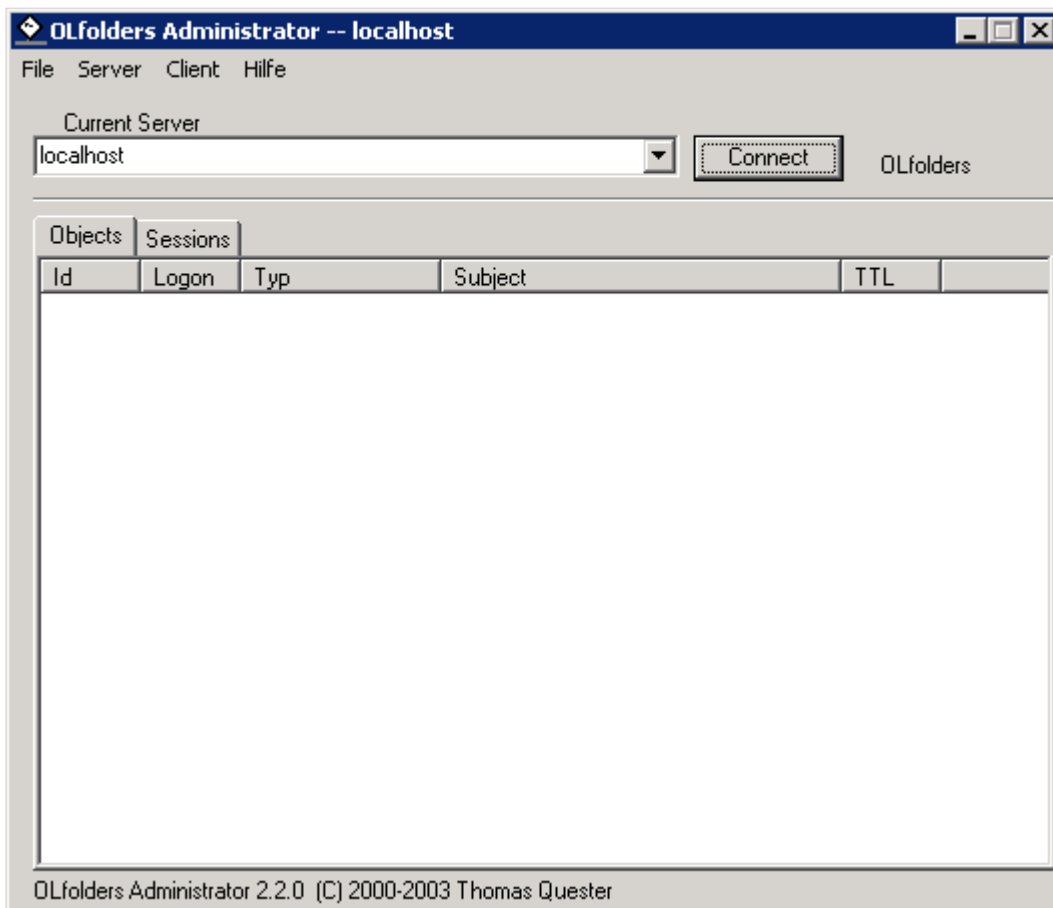 OLfolders Administrator -- localhost
File Server Client Hilfe
Current Server
localhost Connect OLfolders
Objects Sessions
Id Logon Typ Subject TTL
OLfolders Administrator 2.2.0 (C) 2000-2003 Thomas Quester